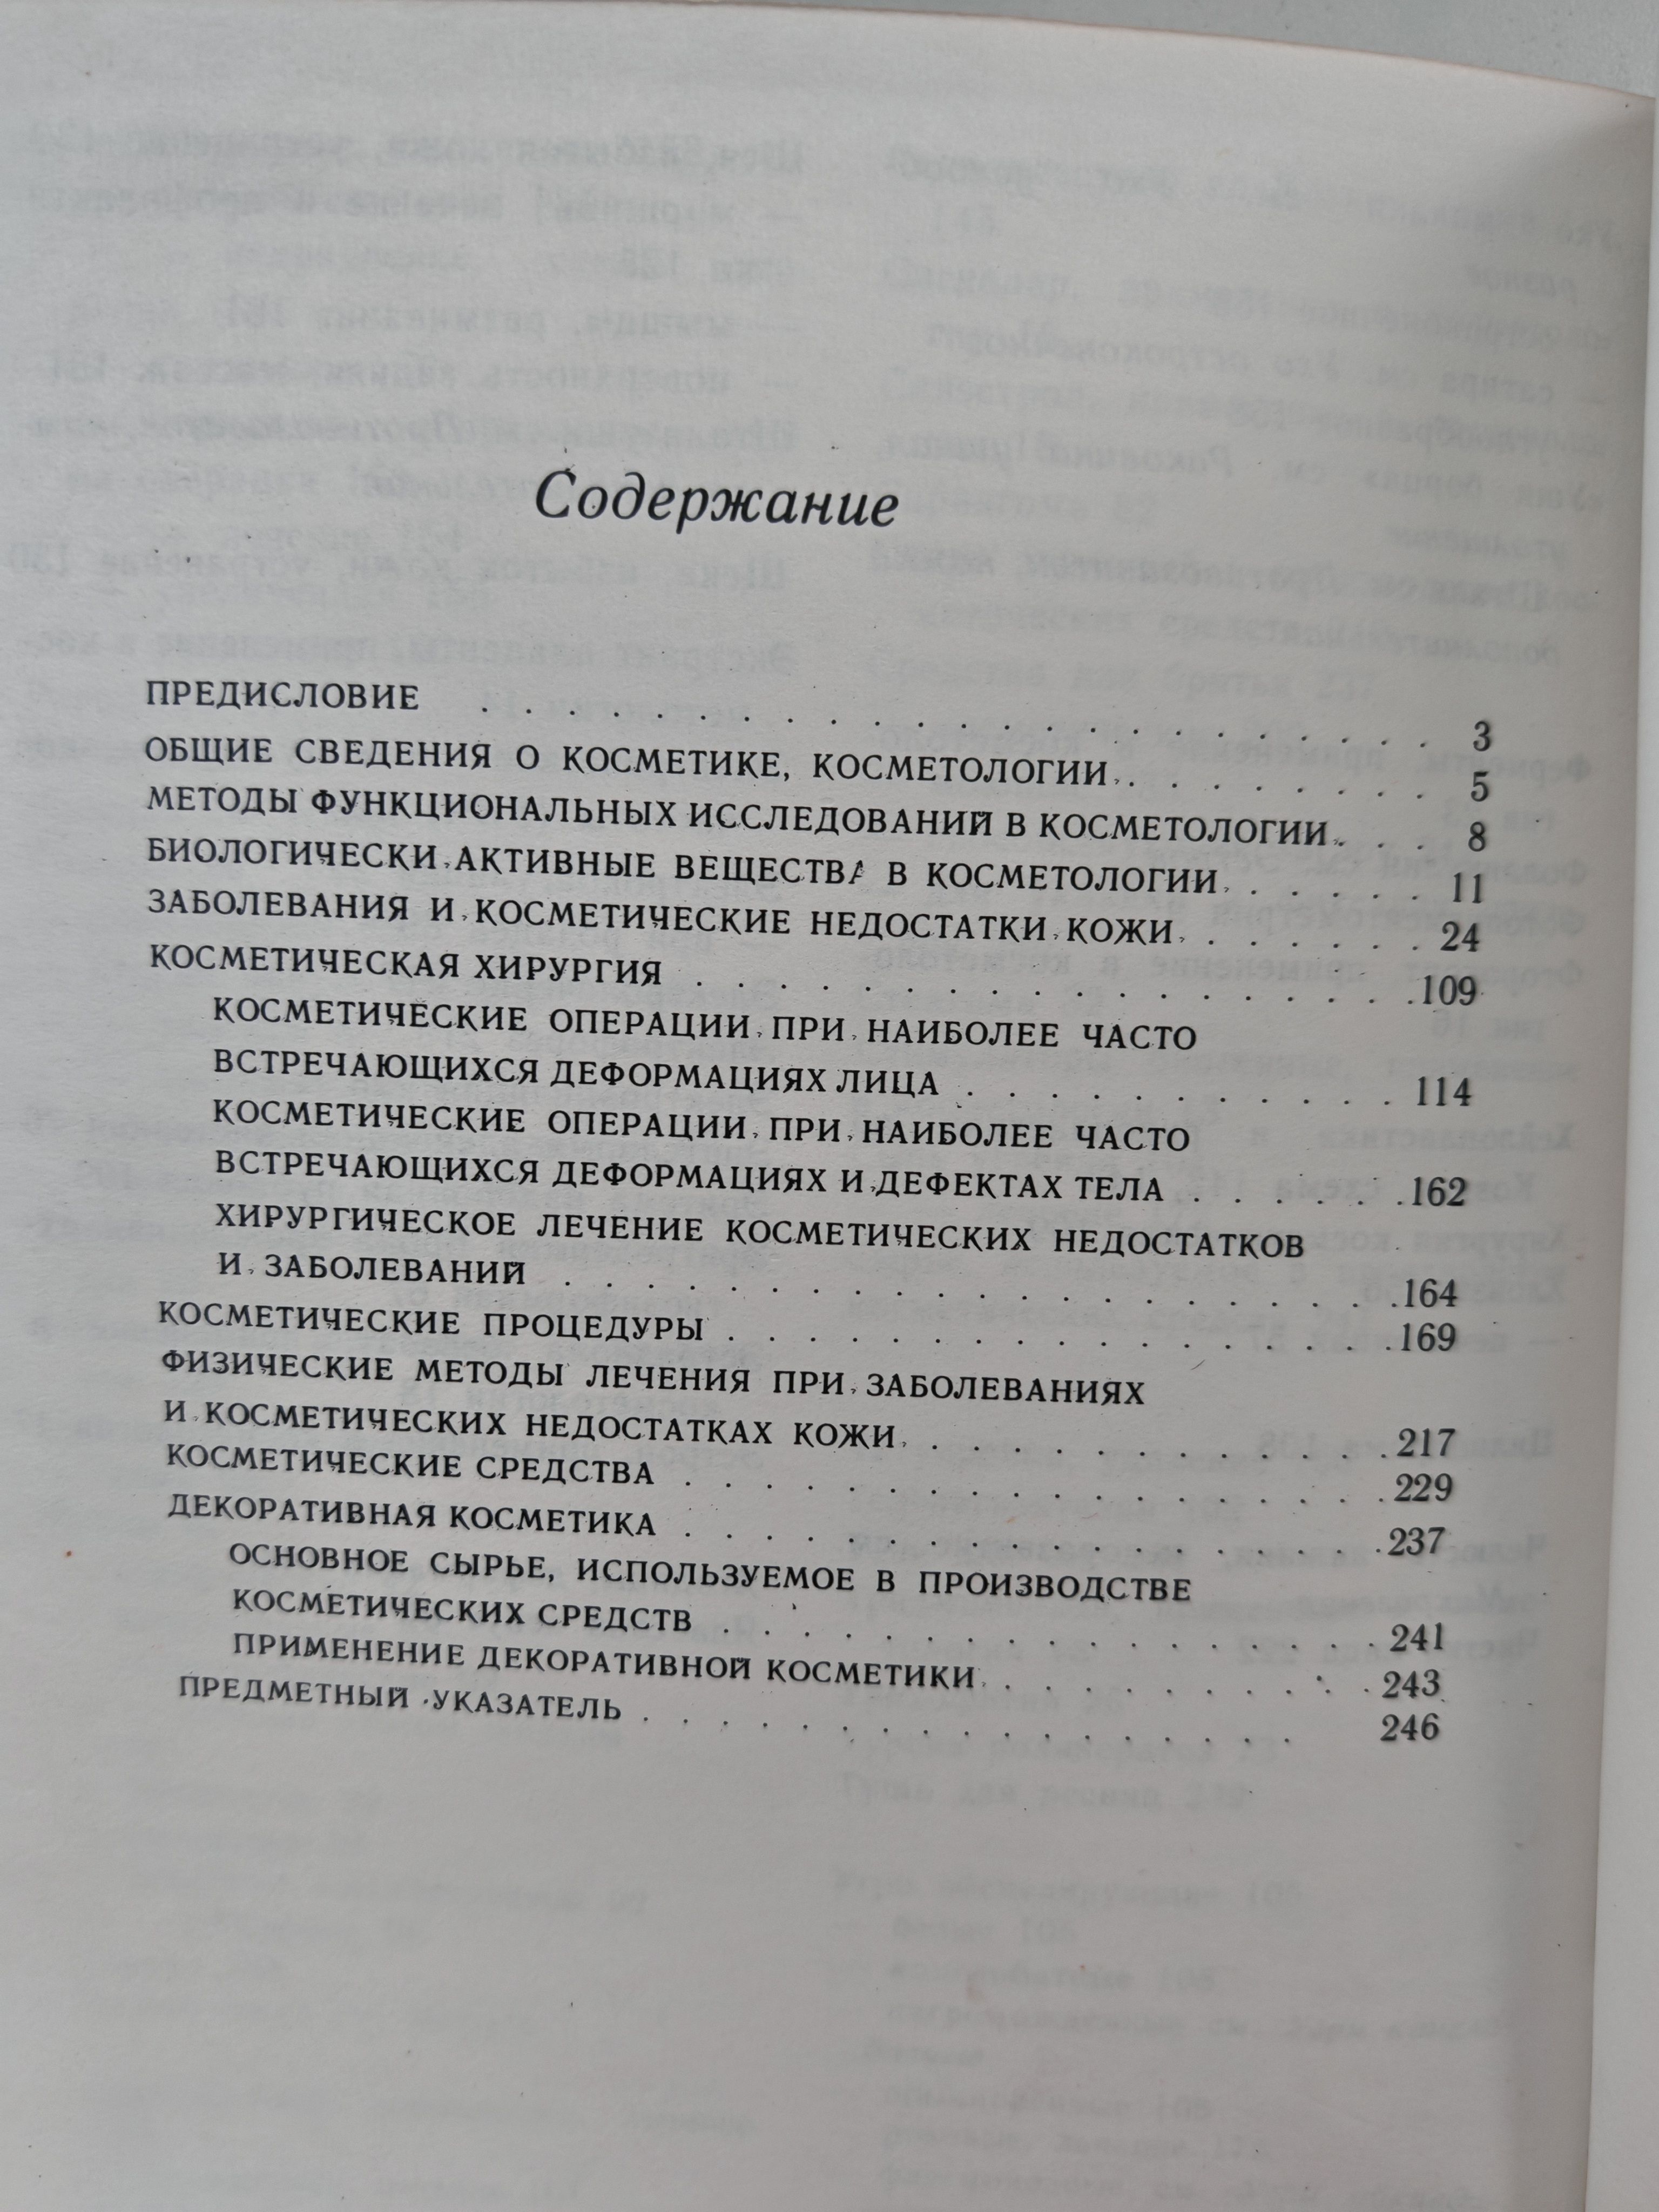 Содержание
ПРЕДИСЛОВИЕ . . . . . . . . . . . . . . . . . . . . . . . 3
ОБЩИЕ СВЕДЕНИЯ О КОСМЕТИКЕ, КОСМЕТОЛОГИИ . . . . . . . . 5
МЕТОДЫ ФУНКЦИОНАЛЬНЫХ ИССЛЕДОВАНИЙ В КОСМЕТОЛОГИИ . . . 8
БИОЛОГИЧЕСКИ АКТИВНЫЕ ВЕЩЕСТВА В КОСМЕТОЛОГИИ . . . . . . 11
ЗАБОЛЕВАНИЯ И КОСМЕТИЧЕСКИЕ НЕДОСТАТКИ КОЖИ . . . . . . . 24
КОСМЕТИЧЕСКАЯ ХИРУРГИЯ . . . . . . . . . . . . . . . . . . 109
КОСМЕТИЧЕСКИЕ ОПЕРАЦИИ ПРИ НАИБОЛЕЕ ЧАСТО
ВСТРЕЧАЮЩИХСЯ ДЕФОРМАЦИЯХ ЛИЦА . . . . . . . . . . . 114
КОСМЕТИЧЕСКИЕ ОПЕРАЦИИ ПРИ НАИБОЛЕЕ ЧАСТО
ВСТРЕЧАЮЩИХСЯ ДЕФОРМАЦИЯХ И ДЕФЕКТАХ ТЕЛА . . . . . . 162
ХИРУРГИЧЕСКОЕ ЛЕЧЕНИЕ КОСМЕТИЧЕСКИХ НЕДОСТАТКОВ
И ЗАБОЛЕВАНИЙ . . . . . . . . . . . . . . . . . . . . . 164
КОСМЕТИЧЕСКИЕ ПРОЦЕДУРЫ . . . . . . . . . . . . . . . . . 169
ФИЗИЧЕСКИЕ МЕТОДЫ ЛЕЧЕНИЯ ПРИ ЗАБОЛЕВАНИЯХ
И КОСМЕТИЧЕСКИХ НЕДОСТАТКАХ КОЖИ . . . . . . . . . . . . 217
КОСМЕТИЧЕСКИЕ СРЕДСТВА . . . . . . . . . . . . . . . . . . 229
ДЕКОРАТИВНАЯ КОСМЕТИКА . . . . . . . . . . . . . . . . . . 237
ОСНОВНОЕ СЫРЬЕ, ИСПОЛЬЗУЕМОЕ В ПРОИЗВОДСТВЕ
КОСМЕТИЧЕСКИХ СРЕДСТВ . . . . . . . . . . . . . . . . . 241
ПРИМЕНЕНИЕ ДЕКОРАТИВНОЙ КОСМЕТИКИ . . . . . . . . . . 243
ПРЕДМЕТНЫЙ УКАЗАТЕЛЬ . . . . . . . . . . . . . . . . . 246